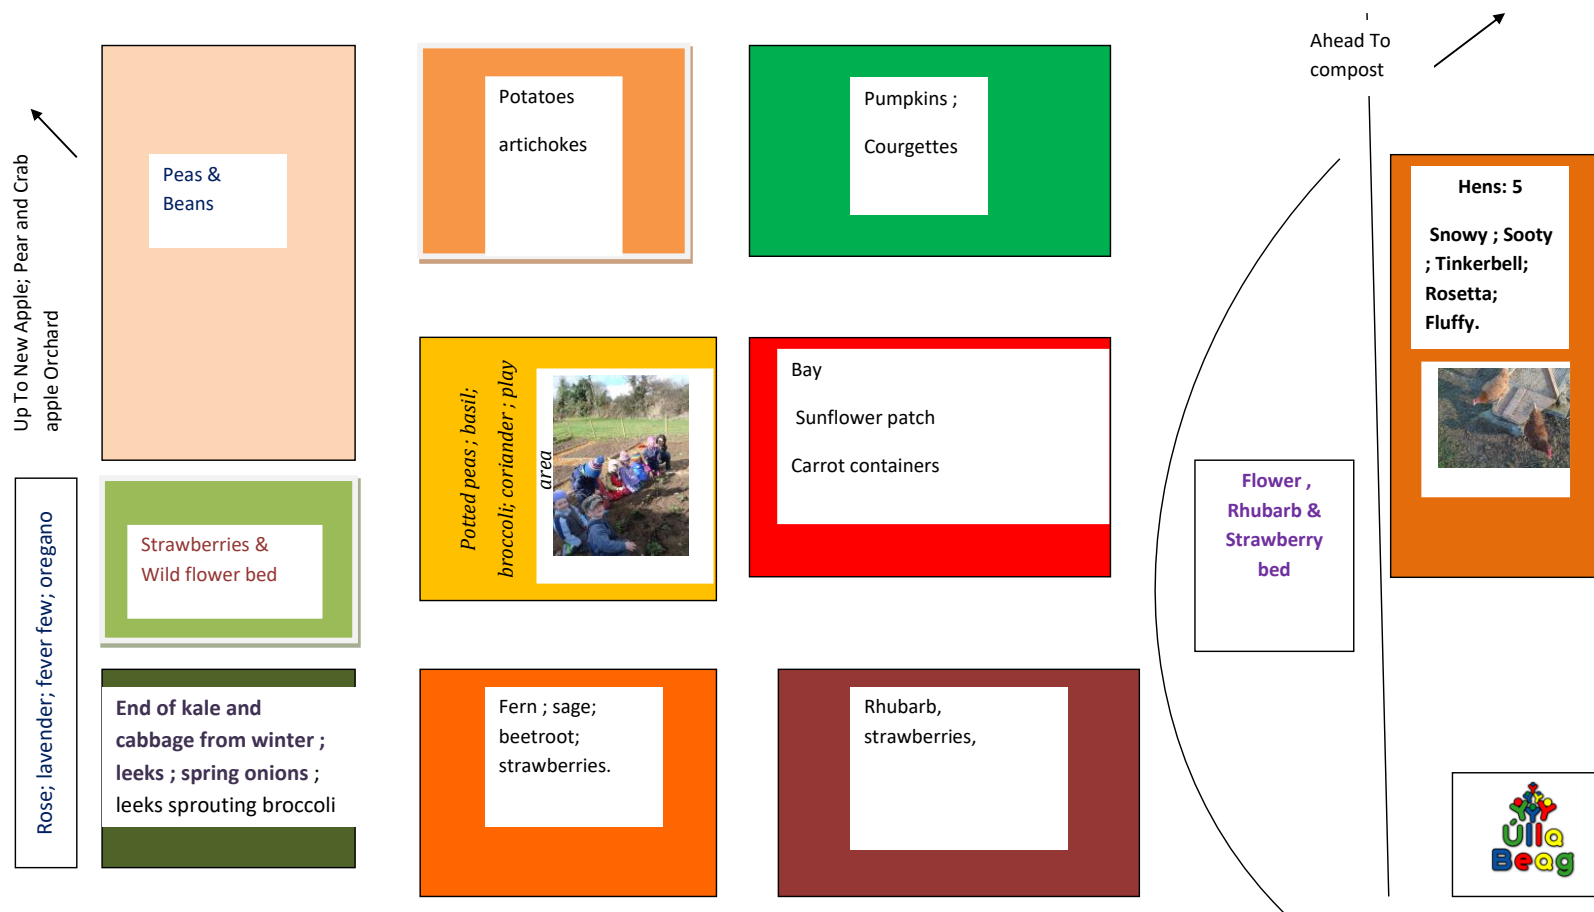 Up To New Apple; Pear and Crab
apple Orchard
Peas &
Beans
Potatoes
artichokes
Pumpkins ;
Courgettes
Ahead To
compost
Hens: 5
Snowy ; Sooty
; Tinkerbell;
Rosetta;
Fluffy.
Rose; lavender; fever few; oregano
Strawberries &
Wild flower bed
Potted peas ; basil;
broccoli; coriander ; play
area
Bay
Sunflower patch
Carrot containers
Flower ,
Rhubarb &
Strawberry
bed
End of kale and
cabbage from winter ;
leeks ; spring onions ;
leeks sprouting broccoli
Fern ; sage;
beetroot;
strawberries.
Rhubarb,
strawberries,
Úlla
Beag